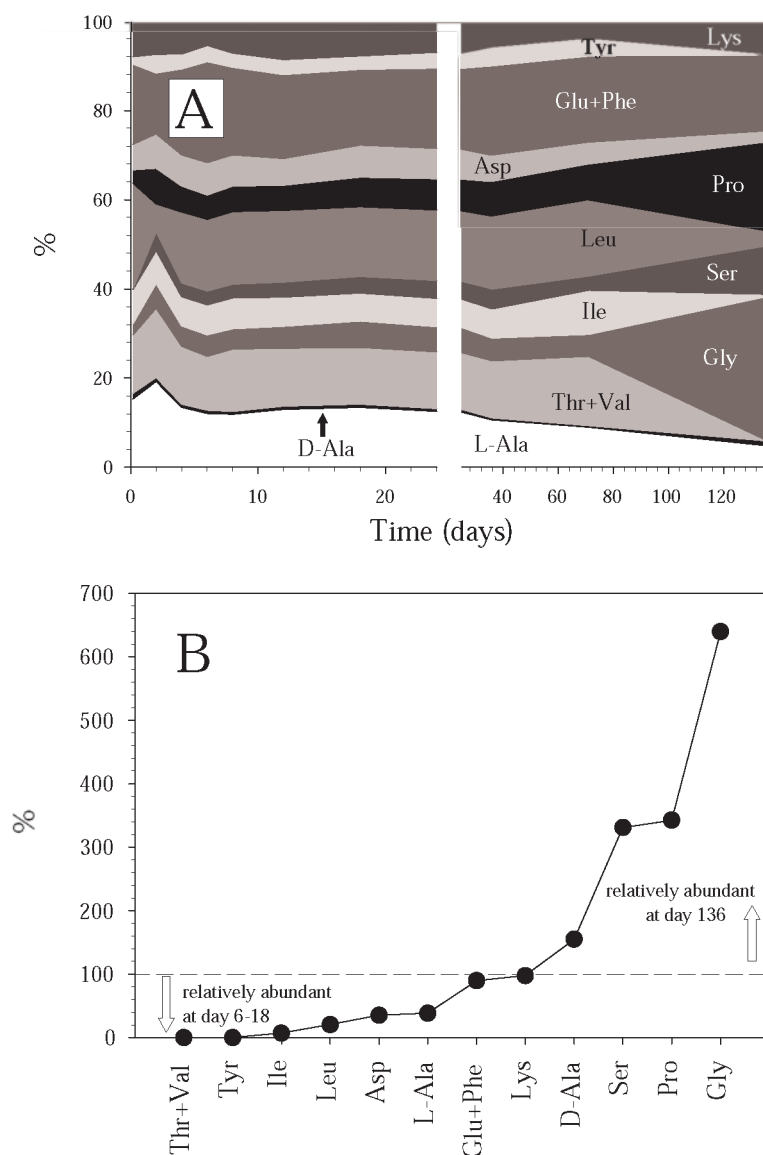 100
80
60
40
20
0
%
A
Lys
Tyr
Glu+Phe
Asp
Pro
Leu
Ser
Ile
Gly
Thr+Val
D-Ala
L-Ala
0 10 20 40 60 80 100 120
Time (days)
700
600
500
400
300
200
100
0
%
B
relatively abundant
at day 136
relatively abundant
at day 6-18
Thr+Val
Tyr
Ile
Leu
Asp
L-Ala
Glu+Phe
Lys
D-Ala
Ser
Pro
Gly